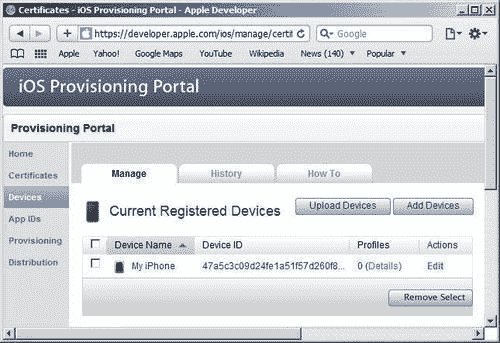 Certificates - iOS Provisioning Portal - Apple Developer
https://developer.apple.com/ios/manage/certif
Google
Apple Yahoo! Google Maps YouTube Wikipedia News (140) Popular
iOS Provisioning Portal
Provisioning Portal
Home
Certificates
Devices
App IDs
Provisioning
Distribution
Manage History How To
Current Registered Devices Upload Devices Add Devices
Device Name Device ID Profiles Actions
My iPhone 47a5c3c09d24fe1a51f57d260f8... 0 (Details) Edit
Remove Select